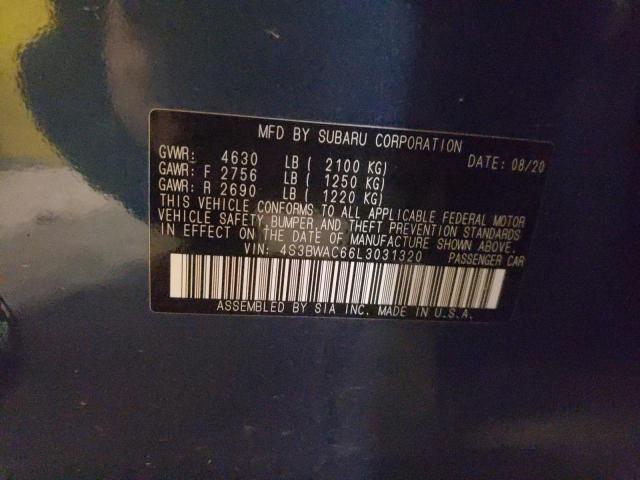 MFD BY SUBARU CORPORATION
GVWR: 4630 LB ( 2100 KG) DATE: 08/20
GAWR: F 2756 LB ( 1250 KG)
GAWR: R 2690 LB ( 1220 KG)
THIS VEHICLE CONFORMS TO ALL APPLICABLE FEDERAL MOTOR
VEHICLE SAFETY, BUMPER, AND THEFT PREVENTION STANDARDS
IN EFFECT ON THE DATE OF MANUFACTURE SHOWN ABOVE.
VIN: 4S3BWAC66L3031320 PASSENGER CAR
ASSEMBLED BY SIA INC. MADE IN U.S.A.